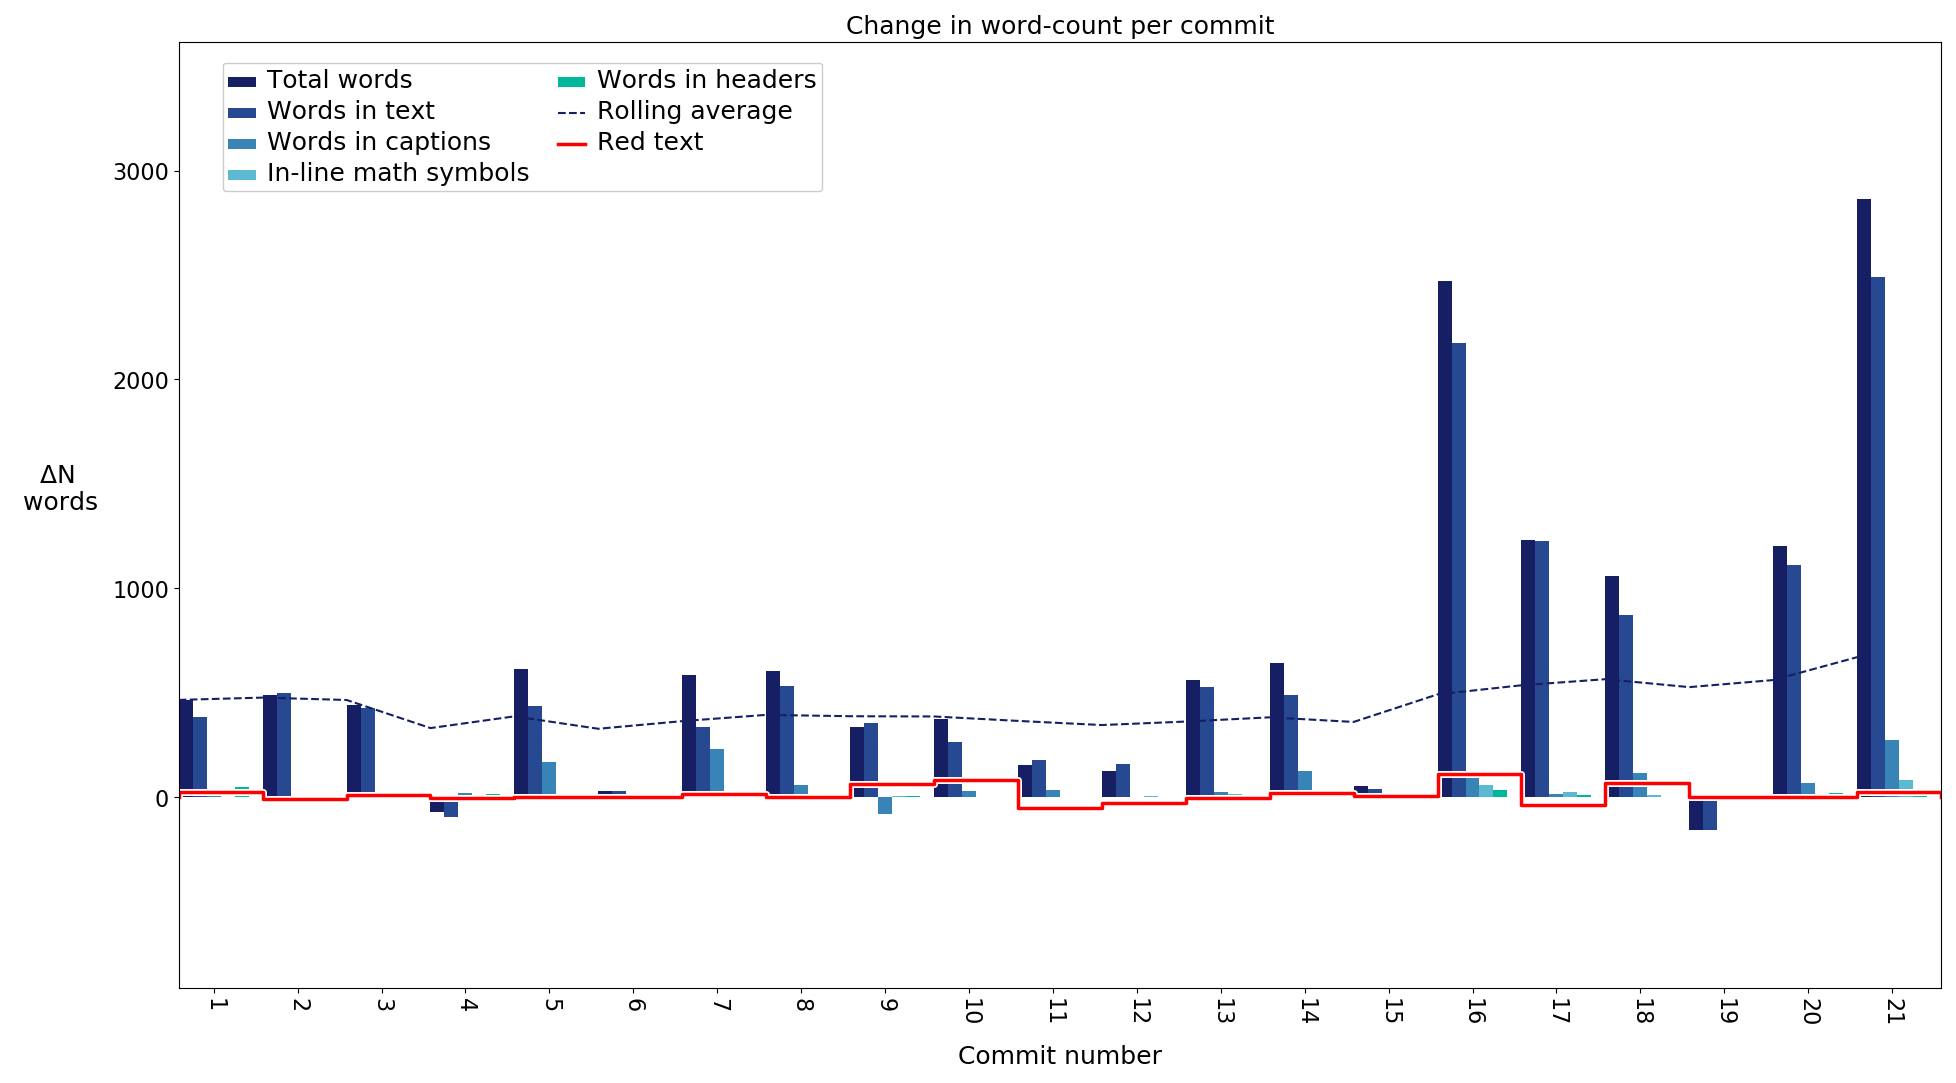 Change in word-count per commit
Total words
Words in text
Words in captions
In-line math symbols
Words in headers
Rolling average
Red text
3000
2000
1000
0
ΔN
words
1
2
3
4
5
6
7
8
9
10
11
12
13
14
15
16
17
18
19
20
21
Commit number